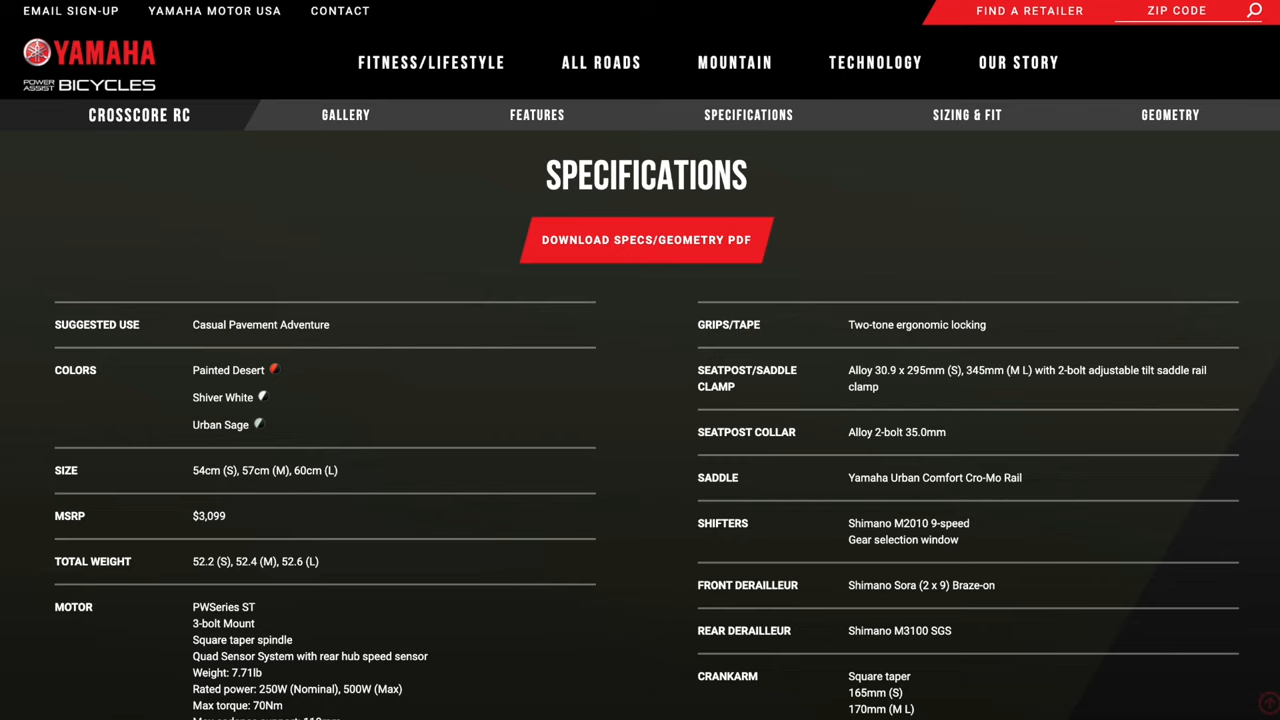 EMAIL SIGN-UP
YAMAHA MOTOR USA
CONTACT
FIND A RETAILER
ZIP CODE
YAMAHA
POWER ASSIST BICYCLES
FITNESS/LIFESTYLE
ALL ROADS
MOUNTAIN
TECHNOLOGY
OUR STORY
CROSSCORE RC
GALLERY
FEATURES
SPECIFICATIONS
SIZING & FIT
GEOMETRY
SPECIFICATIONS
DOWNLOAD SPECS/GEOMETRY PDF
SUGGESTED USE
Casual Pavement Adventure
COLORS
Painted Desert
Shiver White
Urban Sage
SIZE
54cm (S), 57cm (M), 60cm (L)
MSRP
$3,099
TOTAL WEIGHT
52.2 (S), 52.4 (M), 52.6 (L)
MOTOR
PWSeries ST
3-bolt Mount
Square taper spindle
Quad Sensor System with rear hub speed sensor
Weight: 7.71lb
Rated power: 250W (Nominal), 500W (Max)
Max torque: 70Nm
GRIPS/TAPE
Two-tone ergonomic locking
SEATPOST/SADDLE
CLAMP
Alloy 30.9 x 295mm (S), 345mm (M L) with 2-bolt adjustable tilt saddle rail
clamp
SEATPOST COLLAR
Alloy 2-bolt 35.0mm
SADDLE
Yamaha Urban Comfort Cro-Mo Rail
SHIFTERS
Shimano M2010 9-speed
Gear selection window
FRONT DERAILLEUR
Shimano Sora (2 x 9) Braze-on
REAR DERAILLEUR
Shimano M3100 SGS
CRANKARM
Square taper
165mm (S)
170mm (M L)